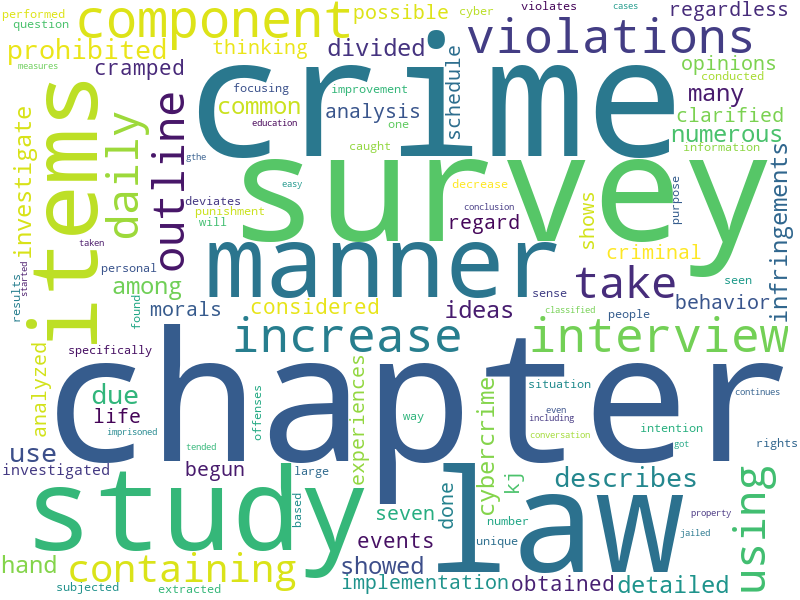 performed
component
possible
cyber
violates
cases
regardless
question
violations
prohibited
thinking
divided
opinions
measures
cramped
crime
schedule
conducted
focusing
improvement
many
items
common
analysis
clarified
daily
outline
education
one
numerous
investigate
caught
information
gthe
survey
decrease
infringements
deviates
easy
punishment
conclusion
purpose
will
regard
shows
taken
manner
criminal
personal
sense
take
started
among
considered
behavior
results
found
morals
ideas
classified
people
increase
interview
analyzed
specifically
chapter
experiences
situation
due
offenses
cybercrime
continues
life
way
even
including
intention
imprisoned
conversation
use
tended
got
rights
investigated
begun
large
describes
study
law
kj
using
based
done
seven
number
property
events
unique
jailed
hand
containing
showed
implementation
obtained
detailed
subjected
extracted
seen